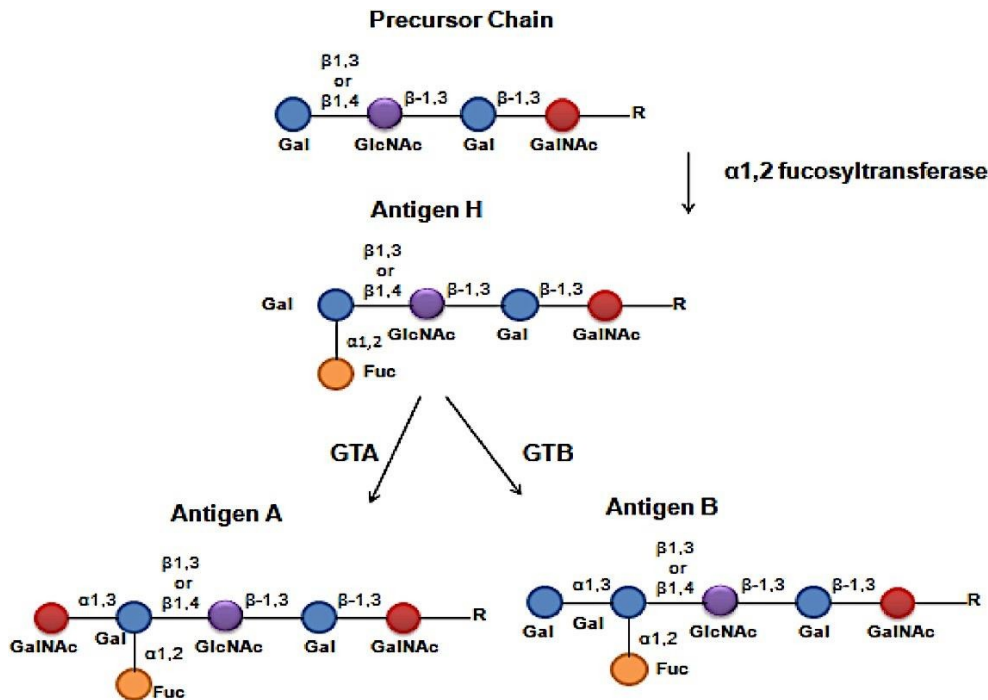 Precursor Chain
β1,3
or
β1,4
β-1,3
β-1,3
R
Gal
GlcNAc
Gal
GalNAc
α1,2 fucosyltransferase
Antigen H
β1,3
or
β1,4
β-1,3
β-1,3
Gal
R
GlcNAc
Gal
GalNAc
α1,2
Fuc
GTA
GTB
Antigen A
β1,3
or
β1,4
α1,3
β-1,3
β-1,3
R
GalNAc
Gal
GlcNAc
Gal
GalNAc
α1,2
Fuc
Antigen B
β1,3
or
β1,4
α1,3
β-1,3
β-1,3
R
Gal
Gal
GlcNAc
Gal
GalNAc
α1,2
Fuc